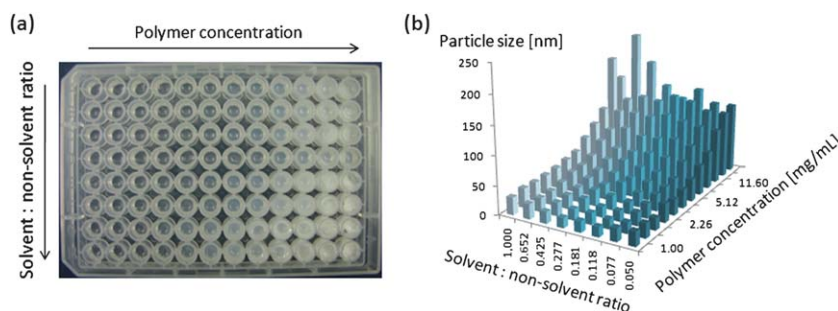 (a)
Polymer concentration
Solvent : non-solvent ratio
(b)
Particle size [nm]
250
200
150
100
50
0
1.000
0.652
0.425
0.277
0.181
0.118
0.077
0.050
Solvent : non-solvent ratio
1.00
2.26
5.12
11.60
Polymer concentration [mg/mL]